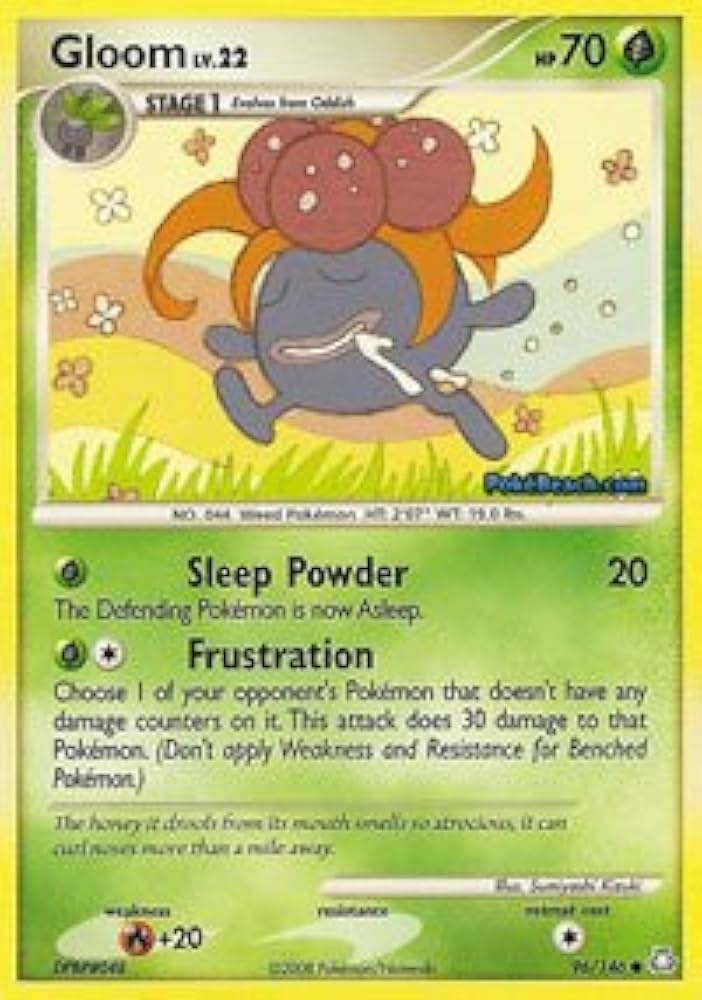 Gloom LV.22 HP 70
STAGE 1 Evolves from Oddish
PokéBeach.com
NO. 044 Weed Pokémon HT: 2'07" WT: 19.0 lbs.
Sleep Powder 20
The Defending Pokémon is now Asleep.
Frustration
Choose 1 of your opponent's Pokémon that doesn't have any
damage counters on it. This attack does 30 damage to that
Pokémon. (Don't apply Weakness and Resistance for Benched
Pokémon.)
The honey it drools from its mouth smells so atrocious, it can
curl noses more than a mile away.
Illus. Sumiyoshi Kizuki
weakness resistance retreat cost
+20
©2008 Pokémon/Nintendo 96/146